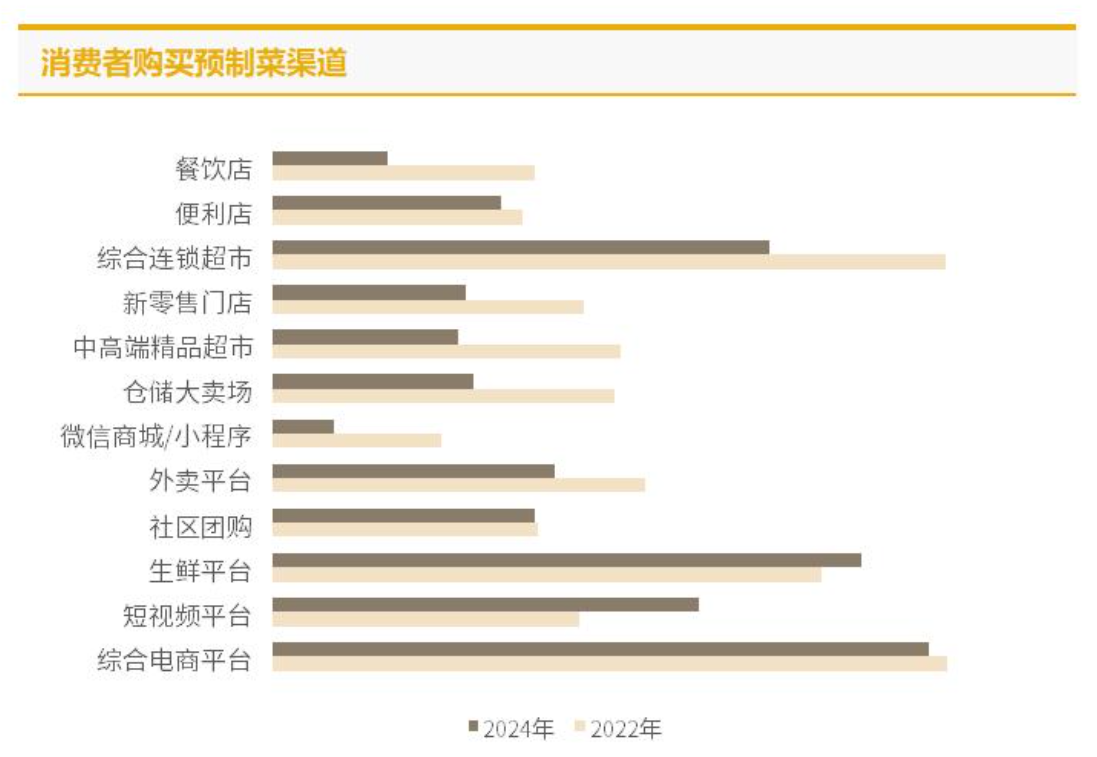 消费者购买预制菜渠道
餐饮店
便利店
综合连锁超市
新零售门店
中高端精品超市
仓储大卖场
微信商城/小程序
外卖平台
社区团购
生鲜平台
短视频平台
综合电商平台
2024年 2022年